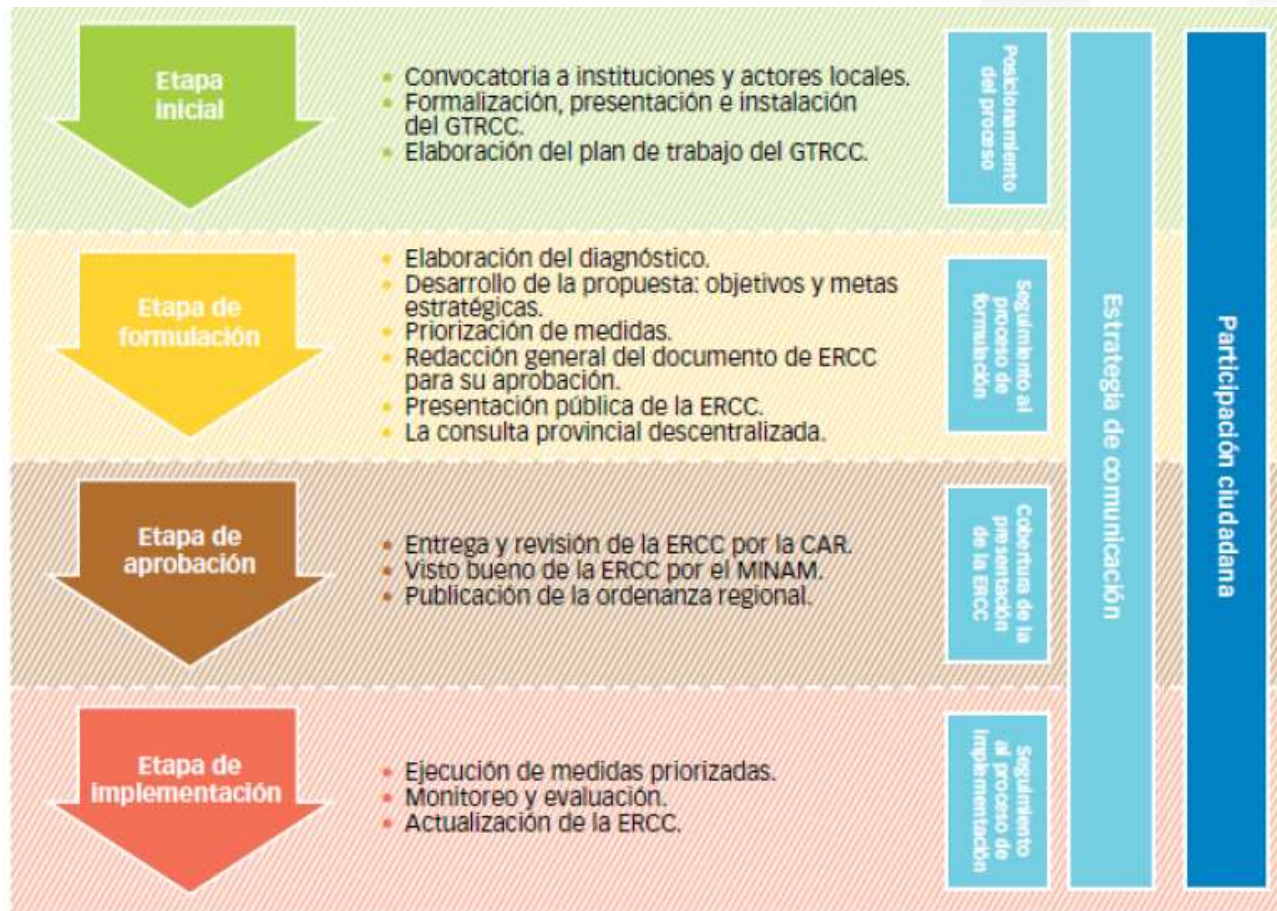 Etapa
inicial
• Convocatoria a instituciones y actores locales.
• Formalización, presentación e instalación
del GTRCC.
• Elaboración del plan de trabajo del GTRCC.
Posicionamiento
del proceso
Etapa de
formulación
• Elaboración del diagnóstico.
• Desarrollo de la propuesta: objetivos y metas
estratégicas.
• Priorización de medidas.
• Redacción general del documento de ERCC
para su aprobación.
• Presentación pública de la ERCC.
• La consulta provincial descentralizada.
Seguimiento al
proceso de
formulación
Etapa de
aprobación
• Entrega y revisión de la ERCC por la CAR.
• Visto bueno de la ERCC por el MINAM.
• Publicación de la ordenanza regional.
Cobertura de la
presentación
de la ERCC
Etapa de
implementación
• Ejecución de medidas priorizadas.
• Monitoreo y evaluación.
• Actualización de la ERCC.
Seguimiento
al proceso de
implementación
Estrategia de comunicación
Participación ciudadana